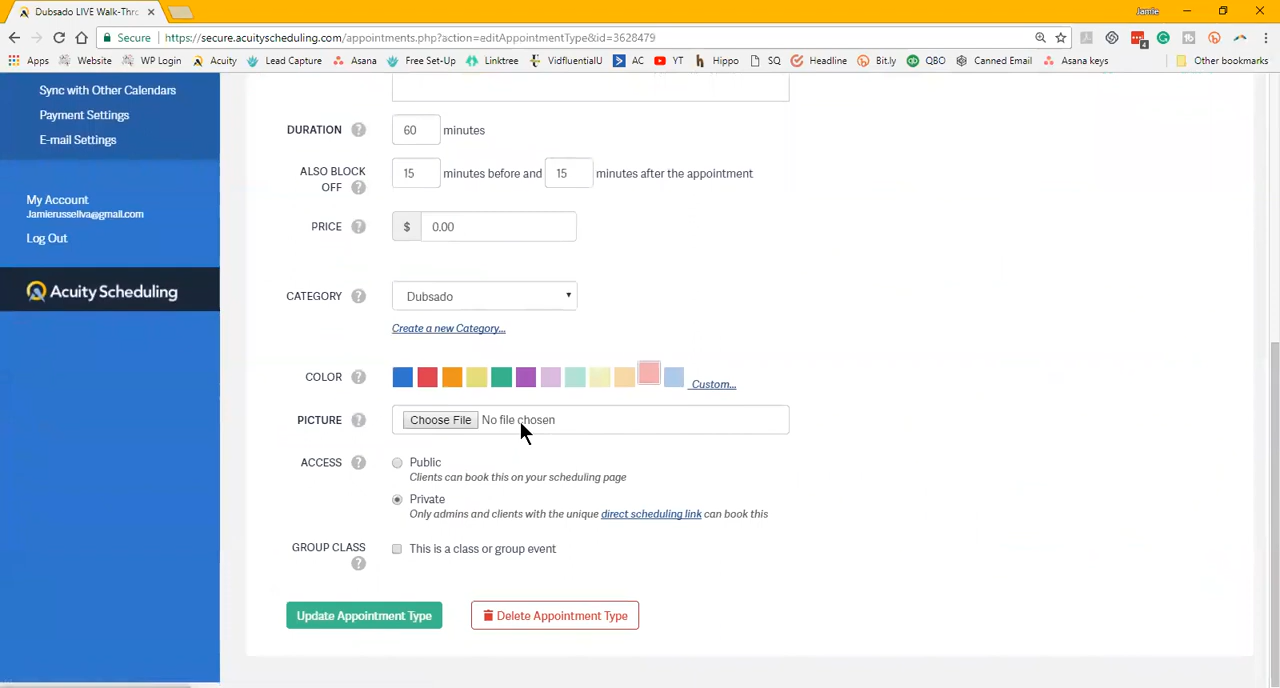 Dubsado LIVE Walk-Thro ×
Jamie
Secure | https://secure.acuityscheduling.com/appointments.php?action=editAppointmentType&id=3628479
4
Apps Website WP Login Acuity Lead Capture Asana Free Set-Up Linktree VidfluentialU AC YT Hippo SQ Headline Bit.ly QBO Canned Email Asana keys Other bookmarks
Sync with Other Calendars
Payment Settings
E-mail Settings
My Account
Jamierussellva@gmail.com
Log Out
Acuity Scheduling
DURATION ? 60 minutes
ALSO BLOCK OFF ? 15 minutes before and 15 minutes after the appointment
PRICE ? $ 0.00
CATEGORY ? Dubsado
Create a new Category...
COLOR ? Custom...
PICTURE ? Choose File No file chosen
ACCESS ? Public
Clients can book this on your scheduling page
Private
Only admins and clients with the unique direct scheduling link can book this
GROUP CLASS ? This is a class or group event
Update Appointment Type Delete Appointment Type